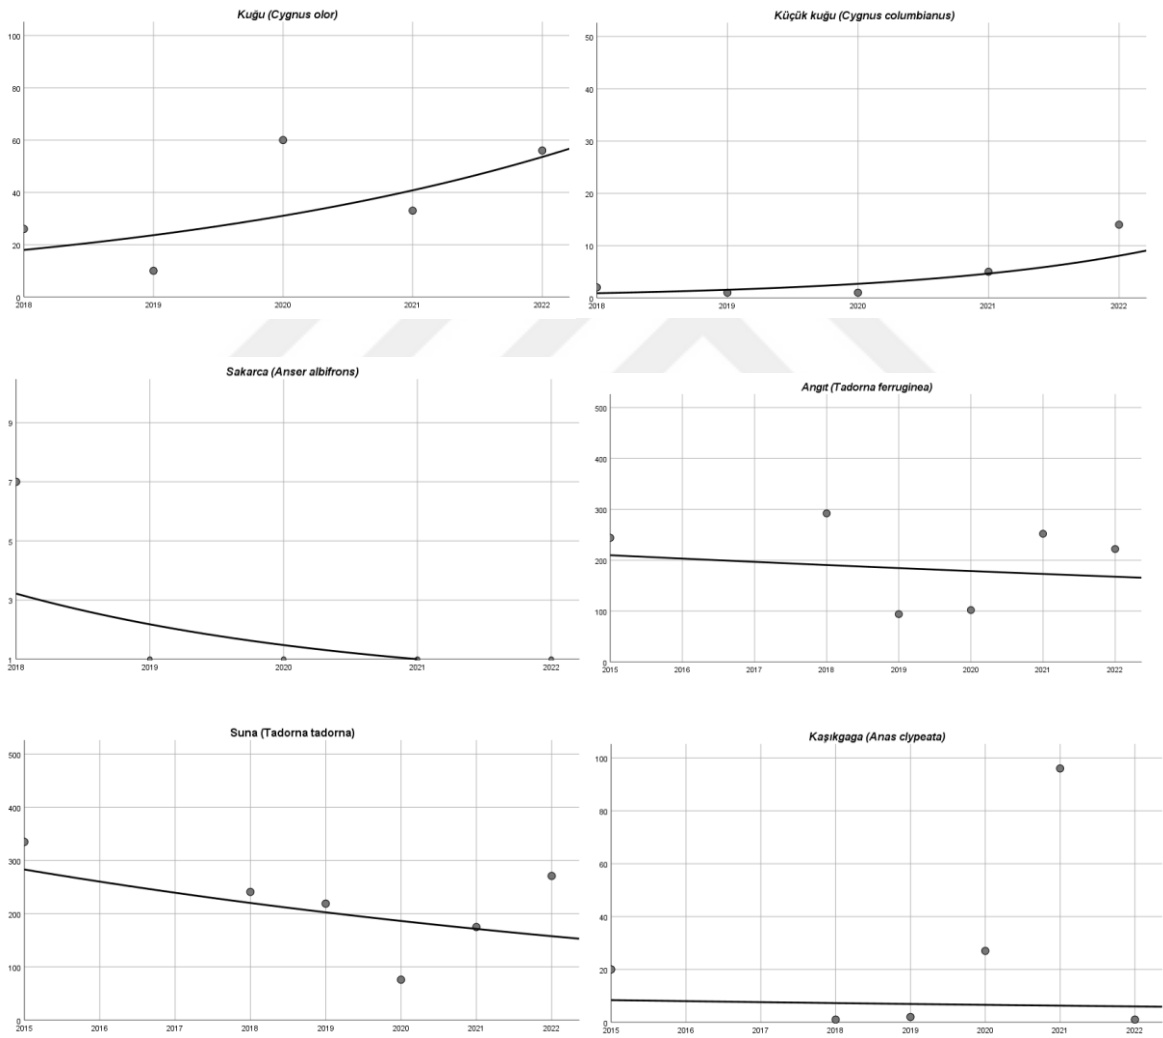 Kuğu (Cygnus olor)
100
80
60
40
20
0
2018 2019 2020 2021 2022
Küçük kuğu (Cygnus columbianus)
50
40
30
20
10
0
2018 2019 2020 2021 2022
Sakarca (Anser albifrons)
9
7
5
3
1
2018 2019 2020 2021 2022
Angıt (Tadorna ferruginea)
500
400
300
200
100
0
2015 2016 2017 2018 2019 2020 2021 2022
Suna (Tadorna tadorna)
500
400
300
200
100
0
2015 2016 2017 2018 2019 2020 2021 2022
Kaşıkgaga (Anas clypeata)
100
80
60
40
20
0
2015 2016 2017 2018 2019 2020 2021 2022